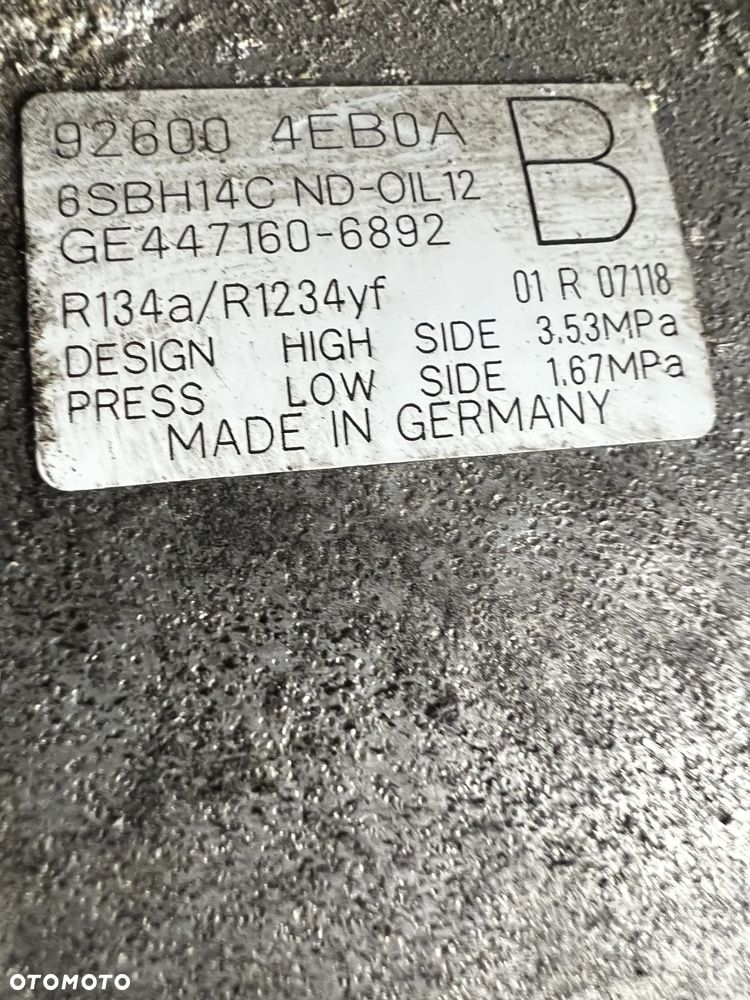 92600 4EB0A
B
6SBH14C ND-OIL12
GE447160-6892
R134a/R1234yf 01 R 07118
DESIGN HIGH SIDE 3.53MPa
PRESS LOW SIDE 1.67MPa
MADE IN GERMANY
OTOMOTO